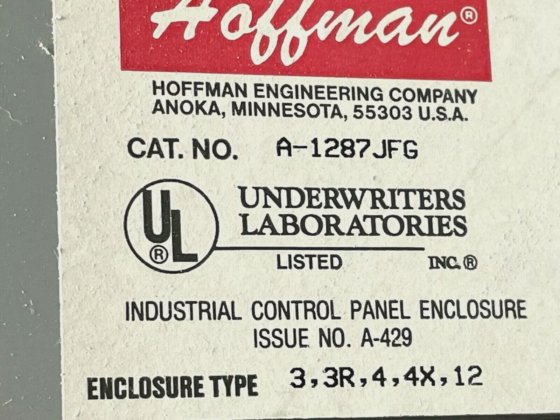 Hoffman®
HOFFMAN ENGINEERING COMPANY
ANOKA, MINNESOTA, 55303 U.S.A.
CAT. NO. A-1287JFG
UL®
UNDERWRITERS
LABORATORIES
LISTED INC.®
INDUSTRIAL CONTROL PANEL ENCLOSURE
ISSUE NO. A-429
ENCLOSURE TYPE 3,3R,4,4X,12